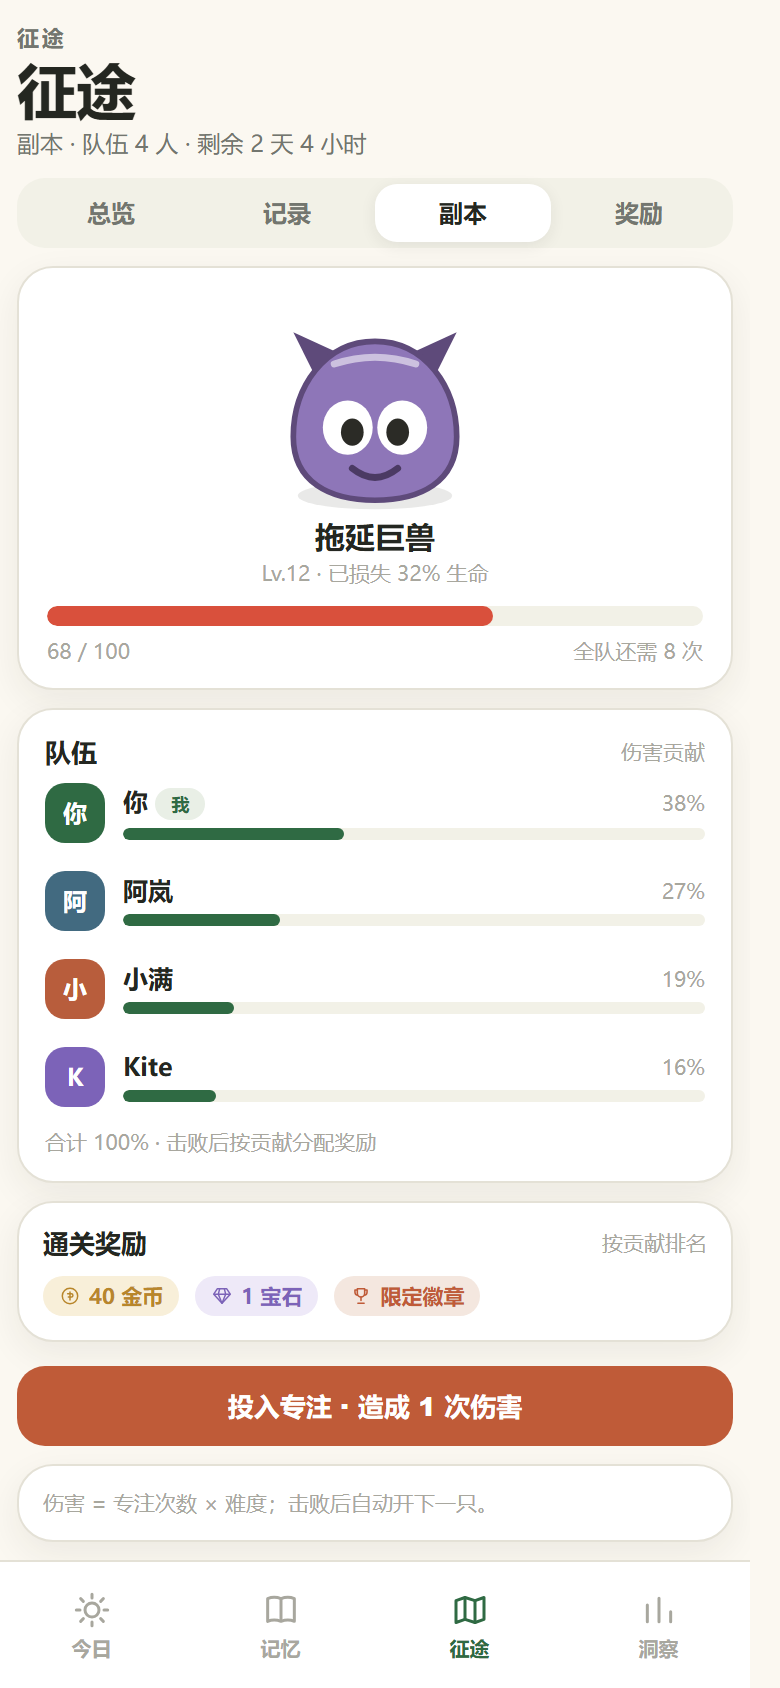 征途
征途
副本 · 队伍 4 人 · 剩余 2 天 4 小时
总览 记录 副本 奖励
拖延巨兽
Lv.12 · 已损失 32% 生命
68 / 100 全队还需 8 次
队伍 伤害贡献
你 你 我 38%
阿 阿岚 27%
小 小满 19%
K Kite 16%
合计 100% · 击败后按贡献分配奖励
通关奖励 按贡献排名
40 金币 1 宝石 限定徽章
投入专注 · 造成 1 次伤害
伤害 = 专注次数 × 难度；击败后自动开下一只。
今日 记忆 征途 洞察